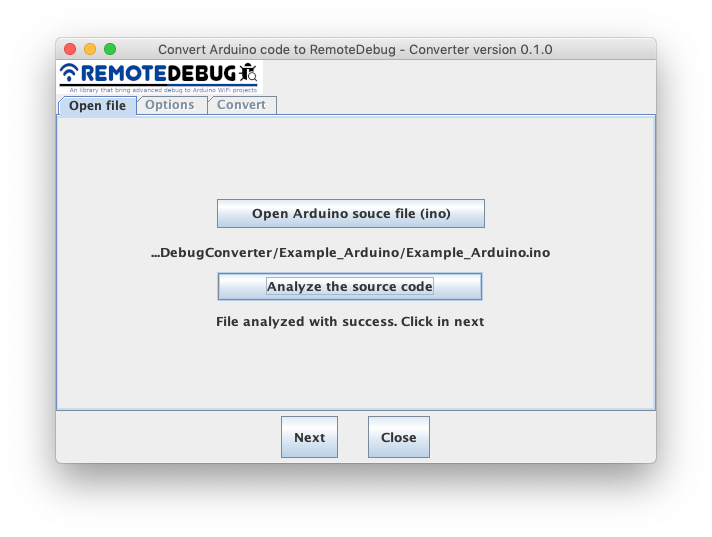 Convert Arduino code to RemoteDebug - Converter version 0.1.0
REMOTEDEBUG
An library that bring advanced debug to Arduino WiFi projects
Open file Options Convert
Open Arduino souce file (ino)
...DebugConverter/Example_Arduino/Example_Arduino.ino
Analyze the source code
File analyzed with success. Click in next
Next Close